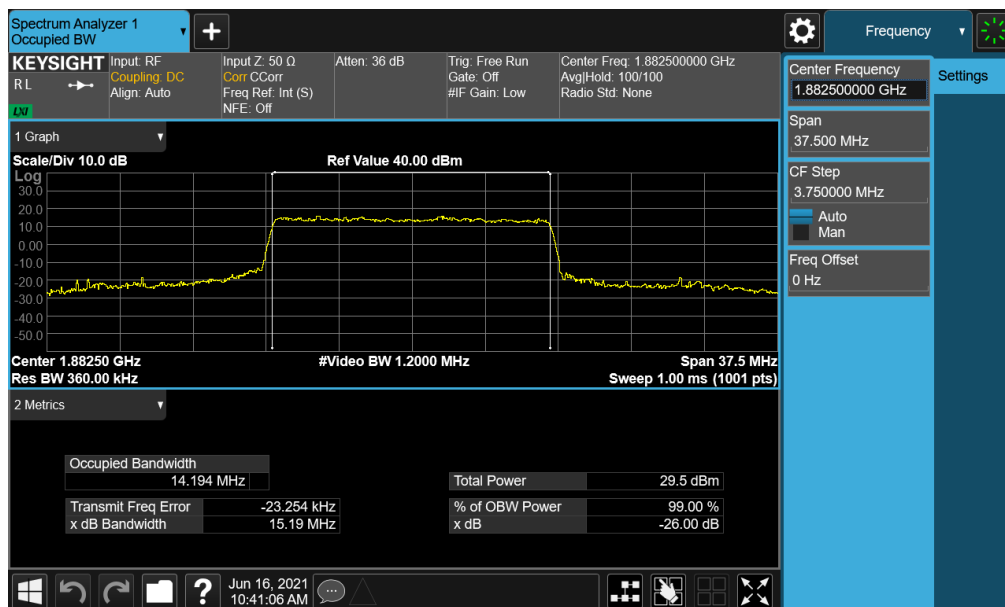 Spectrum Analyzer 1
Occupied BW
+
Frequency
KEYSIGHT
R L
LXI
Input: RF
Coupling: DC
Align: Auto
Input Z: 50 Ω
Corr CCorr
Freq Ref: Int (S)
NFE: Off
Atten: 36 dB
Trig: Free Run
Gate: Off
#IF Gain: Low
Center Freq: 1.882500000 GHz
Avg|Hold: 100/100
Radio Std: None
Center Frequency
1.882500000 GHz
Settings
Span
37.500 MHz
CF Step
3.750000 MHz
Auto
Man
Freq Offset
0 Hz
1 Graph
Scale/Div 10.0 dB
Ref Value 40.00 dBm
Log
30.0
20.0
10.0
0.00
-10.0
-20.0
-30.0
-40.0
-50.0
Center 1.88250 GHz
#Video BW 1.2000 MHz
Span 37.5 MHz
Res BW 360.00 kHz
Sweep 1.00 ms (1001 pts)
2 Metrics
Occupied Bandwidth
14.194 MHz
Total Power 29.5 dBm
Transmit Freq Error -23.254 kHz
% of OBW Power 99.00 %
x dB Bandwidth 15.19 MHz
x dB -26.00 dB
?
Jun 16, 2021
10:41:06 AM